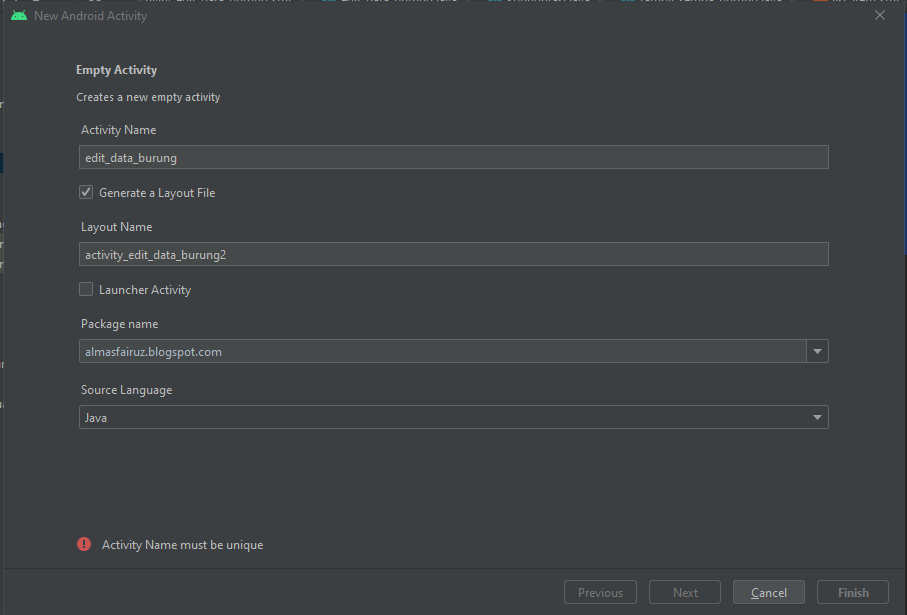 New Android Activity
Empty Activity
Creates a new empty activity
Activity Name
edit_data_burung
Generate a Layout File
Layout Name
activity_edit_data_burung2
Launcher Activity
Package name
almasfairuz.blogspot.com
Source Language
Java
Activity Name must be unique
Previous Next Cancel Finish